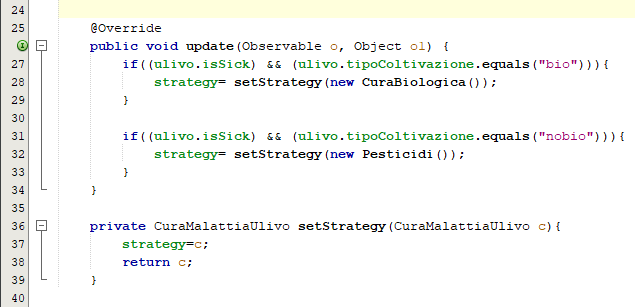 24
25 @Override
public void update(Observable o, Object o1) {
27 if((ulivo.isSick) && (ulivo.tipoColtivazione.equals("bio"))){
28 strategy= setStrategy(new CuraBiologica());
29 }
30
31 if((ulivo.isSick) && (ulivo.tipoColtivazione.equals("nobio"))){
32 strategy= setStrategy(new Pesticidi());
33 }
34 }
35
36 private CuraMalattiaUlivo setStrategy(CuraMalattiaUlivo c){
37 strategy=c;
38 return c;
39 }
40